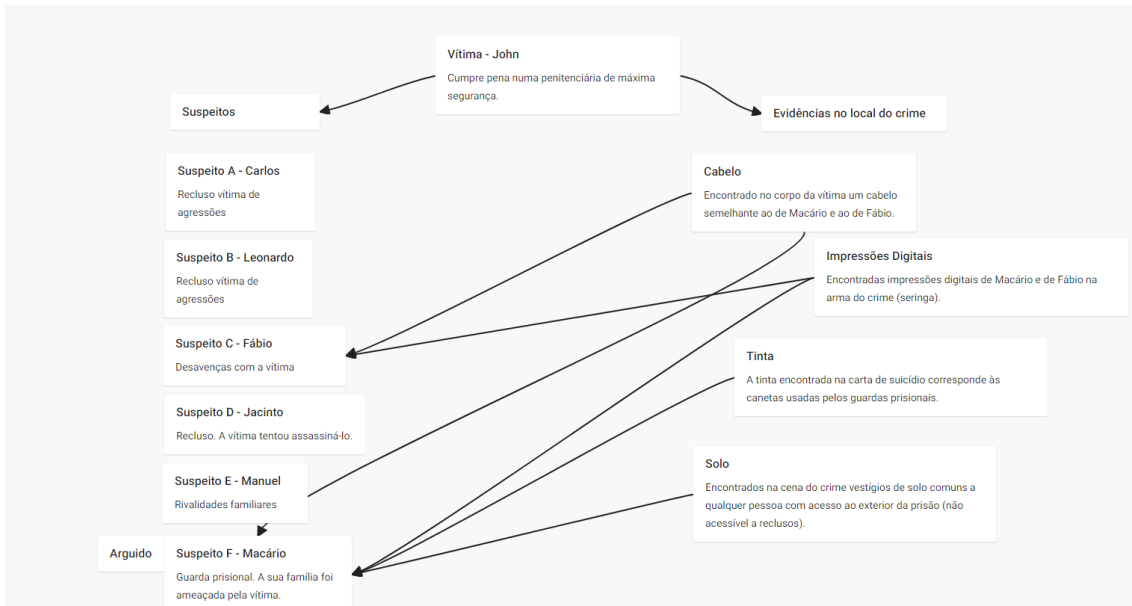 Vítima - John
Cumpre pena numa penitenciária de máxima
segurança.
Suspeitos
Evidências no local do crime
Suspeito A - Carlos
Recluso vítima de
agressões
Suspeito B - Leonardo
Recluso vítima de
agressões
Suspeito C - Fábio
Desavenças com a vítima
Suspeito D - Jacinto
Recluso. A vítima tentou assassiná-lo.
Suspeito E - Manuel
Rivalidades familiares
Arguido
Suspeito F - Macário
Guarda prisional. A sua família foi
ameaçada pela vítima.
Cabelo
Encontrado no corpo da vítima um cabelo
semelhante ao de Macário e ao de Fábio.
Impressões Digitais
Encontradas impressões digitais de Macário e de Fábio na
arma do crime (seringa).
Tinta
A tinta encontrada na carta de suicídio corresponde às
canetas usadas pelos guardas prisionais.
Solo
Encontrados na cena do crime vestígios de solo comuns a
qualquer pessoa com acesso ao exterior da prisão (não
acessível a reclusos).